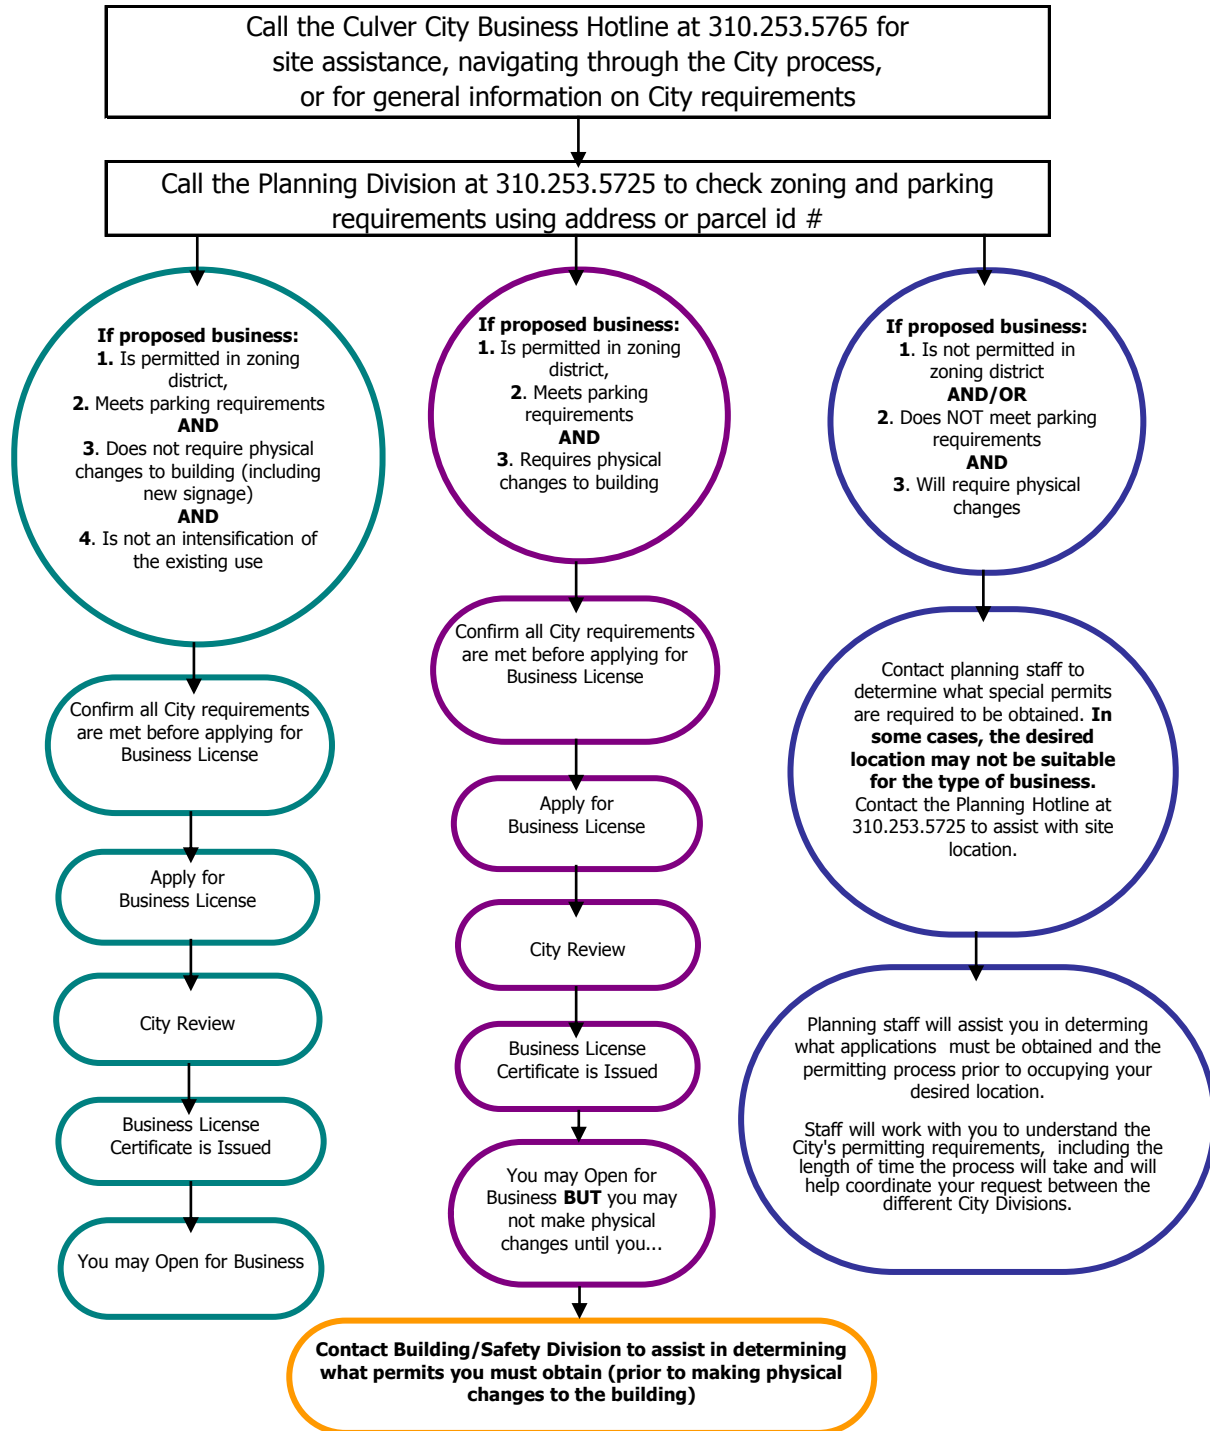 Call the Culver City Business Hotline at 310.253.5765 for
site assistance, navigating through the City process,
or for general information on City requirements
Call the Planning Division at 310.253.5725 to check zoning and parking
requirements using address or parcel id #
If proposed business:
1. Is permitted in zoning
district,
2. Meets parking requirements
AND
3. Does not require physical
changes to building (including
new signage)
AND
4. Is not an intensification of
the existing use
Confirm all City requirements
are met before applying for
Business License
Apply for
Business License
City Review
Business License
Certificate is Issued
You may Open for Business
If proposed business:
1. Is permitted in zoning
district,
2. Meets parking
requirements
AND
3. Requires physical
changes to building
Confirm all City requirements
are met before applying for
Business License
Apply for
Business License
City Review
Business License
Certificate is Issued
You may Open for
Business BUT you may
not make physical
changes until you...
Contact Building/Safety Division to assist in determining
what permits you must obtain (prior to making physical
changes to the building)
If proposed business:
1. Is not permitted in
zoning district
AND/OR
2. Does NOT meet parking
requirements
AND
3. Will require physical
changes
Contact planning staff to
determine what special permits
are required to be obtained. In
some cases, the desired
location may not be suitable
for the type of business.
Contact the Planning Hotline at
310.253.5725 to assist with site
location.
Planning staff will assist you in determing
what applications must be obtained and the
permitting process prior to occupying your
desired location.
Staff will work with you to understand the
City's permitting requirements, including the
length of time the process will take and will
help coordinate your request between the
different City Divisions.